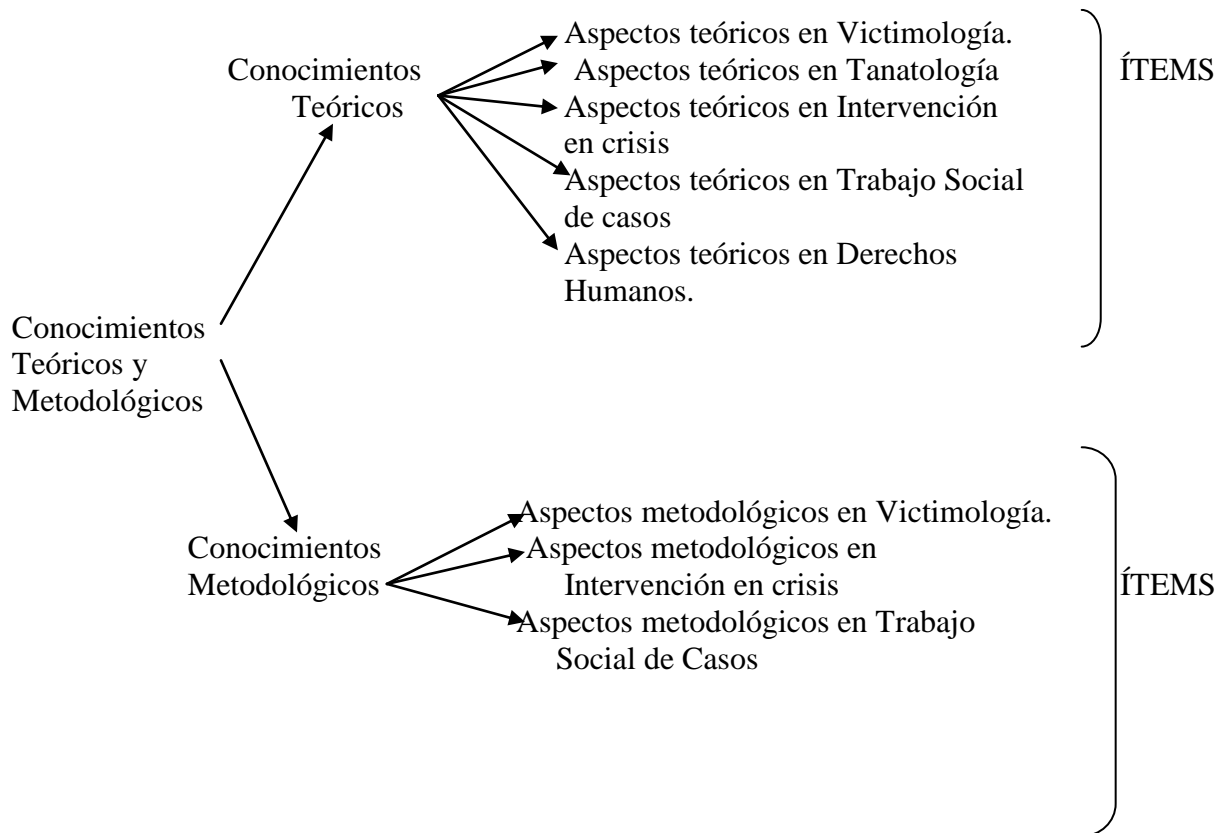 Aspectos teóricos en Victimología.
Conocimientos
Teóricos
Aspectos teóricos en Tanatología
ÍTEMS
Aspectos teóricos en Intervención
en crisis
Aspectos teóricos en Trabajo Social
de casos
Aspectos teóricos en Derechos
Humanos.
Conocimientos
Teóricos y
Metodológicos
Conocimientos
Metodológicos
Aspectos metodológicos en Victimología.
Aspectos metodológicos en
Intervención en crisis
Aspectos metodológicos en Trabajo
Social de Casos
ÍTEMS